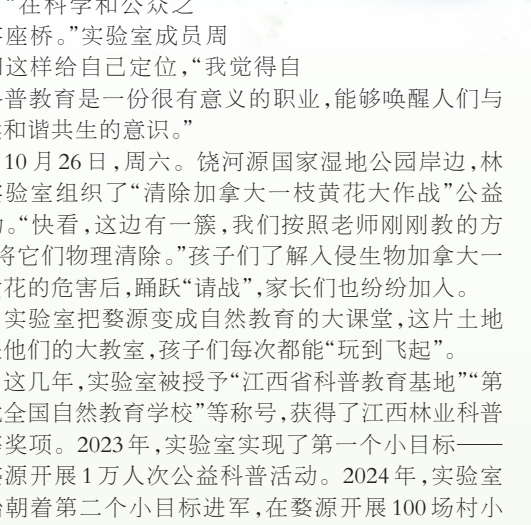 “在科学和公众之
座桥。”实验室成员周
这样给自己定位，“我觉得自
普教育是一份很有意义的职业，能够唤醒人们与
和谐共生的意识。”
10月26日，周六。饶河源国家湿地公园岸边，林
验室组织了“清除加拿大一枝黄花大作战”公益
。“快看，这边有一簇，我们按照老师刚刚教的方
将它们物理清除。”孩子们了解入侵生物加拿大一
花的危害后，踊跃“请战”，家长们也纷纷加入。
实验室把婺源变成自然教育的大课堂，这片土地
他们的大教室，孩子们每次都能“玩到飞起”。
这几年，实验室被授予“江西省科普教育基地”“第
全国自然教育学校”等称号，获得了江西林业科普
奖项。2023年，实验室实现了第一个小目标——
源开展1万人次公益科普活动。2024年，实验室
朝着第二个小目标进军，在婺源开展100场村小